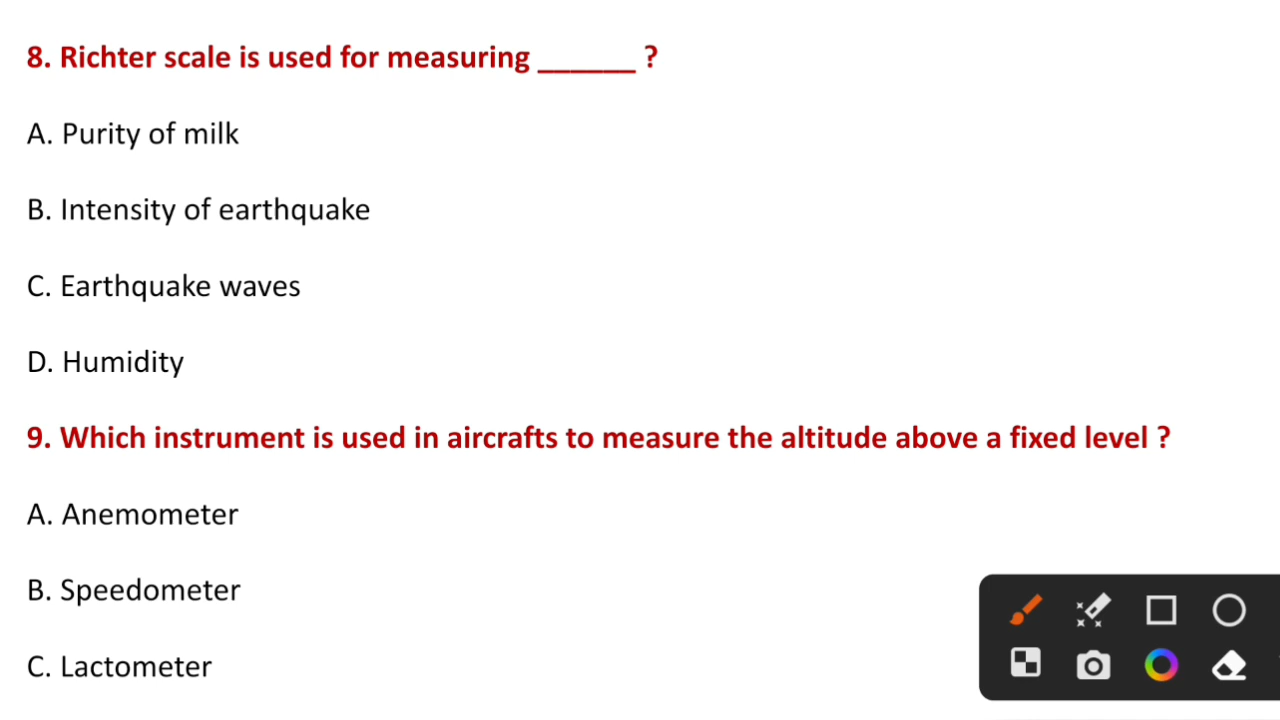 8. Richter scale is used for measuring ______ ?
A. Purity of milk
B. Intensity of earthquake
C. Earthquake waves
D. Humidity
9. Which instrument is used in aircrafts to measure the altitude above a fixed level ?
A. Anemometer
B. Speedometer
C. Lactometer